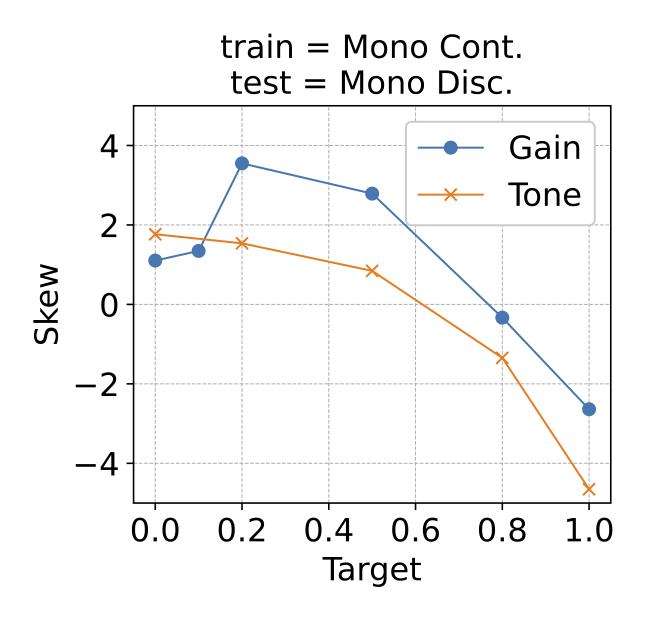 train = Mono Cont.
test = Mono Disc.
Gain
Tone
Skew
4
2
0
−2
−4
0.0 0.2 0.4 0.6 0.8 1.0
Target